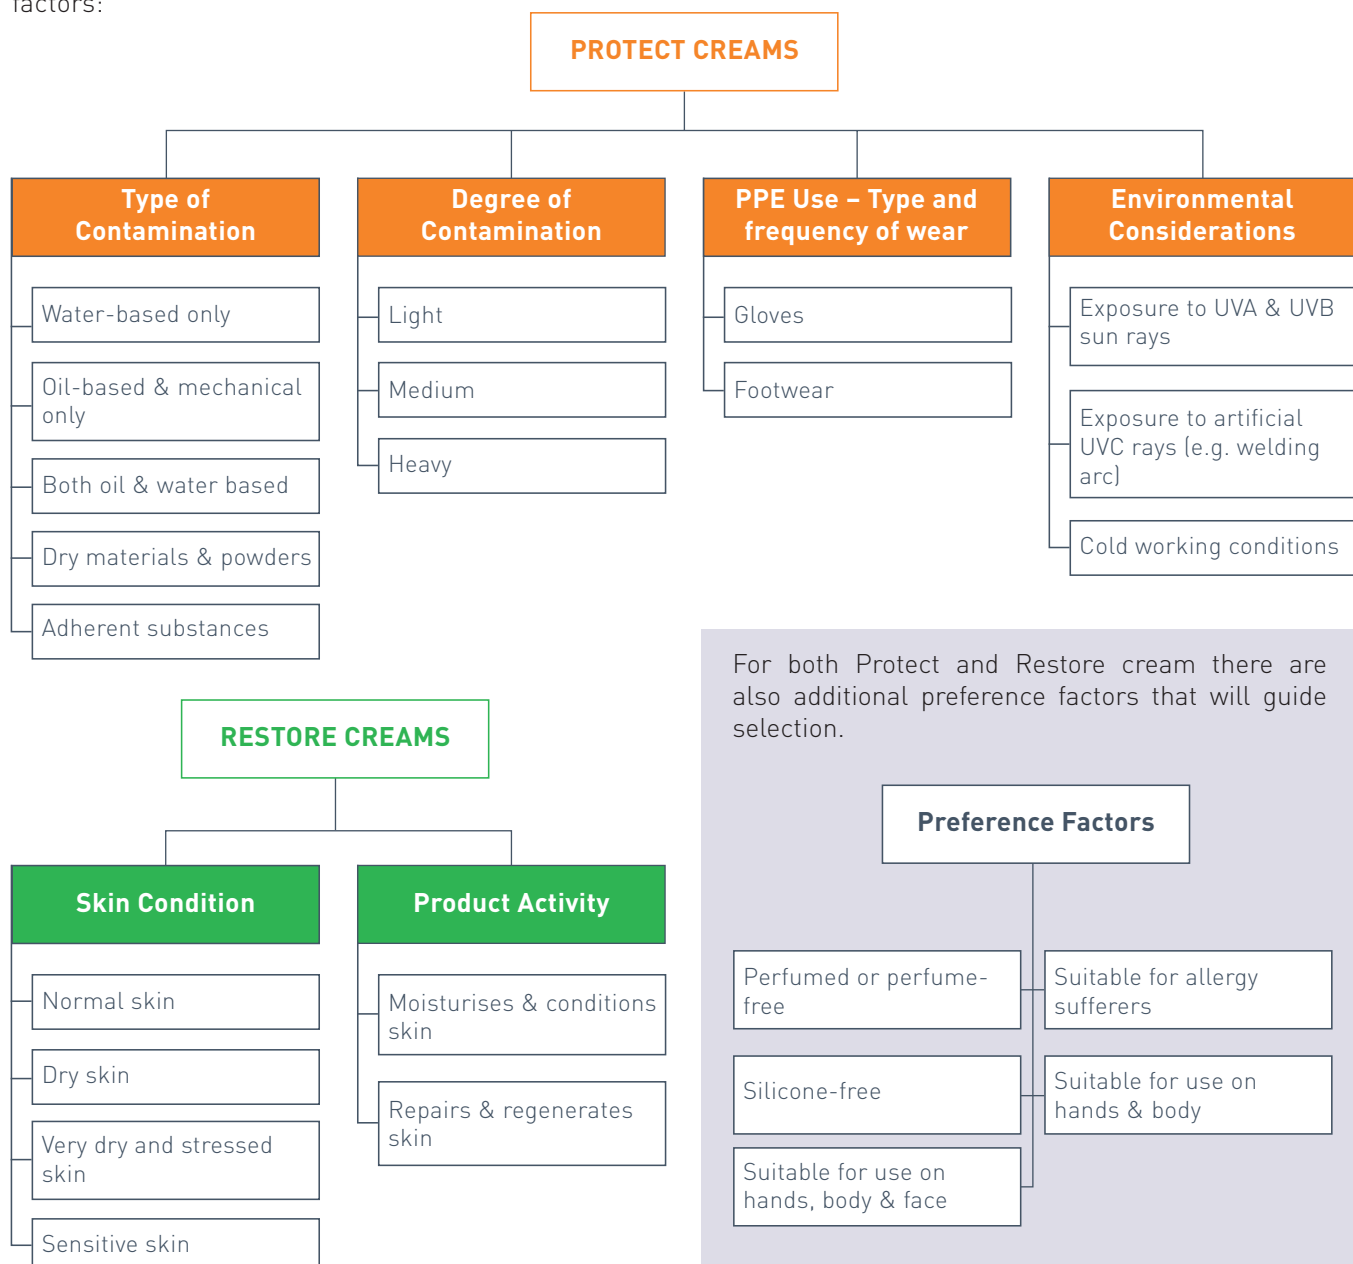 factors:
PROTECT CREAMS
Type of
Contamination
Water-based only
Oil-based & mechanical
only
Both oil & water based
Dry materials & powders
Adherent substances
Degree of
Contamination
Light
Medium
Heavy
PPE Use – Type and
frequency of wear
Gloves
Footwear
Environmental
Considerations
Exposure to UVA & UVB
sun rays
Exposure to artificial
UVC rays (e.g. welding
arc)
Cold working conditions
RESTORE CREAMS
Skin Condition
Normal skin
Dry skin
Very dry and stressed
skin
Sensitive skin
Product Activity
Moisturises & conditions
skin
Repairs & regenerates
skin
For both Protect and Restore cream there are
also additional preference factors that will guide
selection.
Preference Factors
Perfumed or perfume-
free
Suitable for allergy
sufferers
Silicone-free
Suitable for use on
hands & body
Suitable for use on
hands, body & face